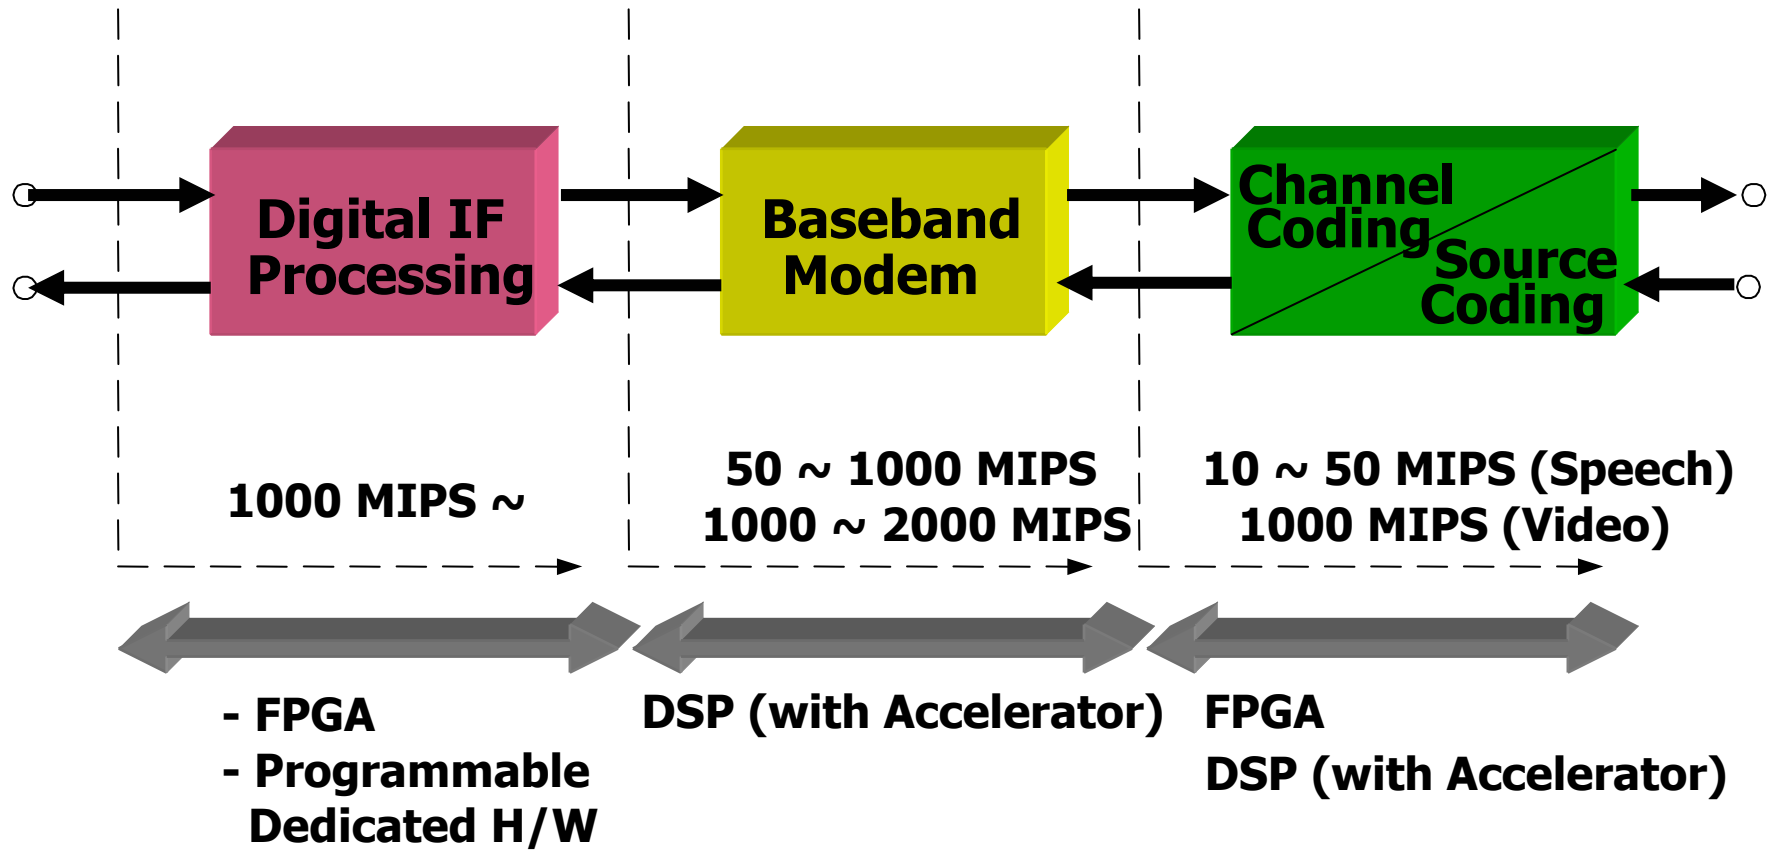 Digital IF
Processing
Baseband
Modem
Channel
Coding
Source
Coding
1000 MIPS ~
50 ~ 1000 MIPS
1000 ~ 2000 MIPS
10 ~ 50 MIPS (Speech)
1000 MIPS (Video)
- FPGA
- Programmable
Dedicated H/W
DSP (with Accelerator)
FPGA
DSP (with Accelerator)